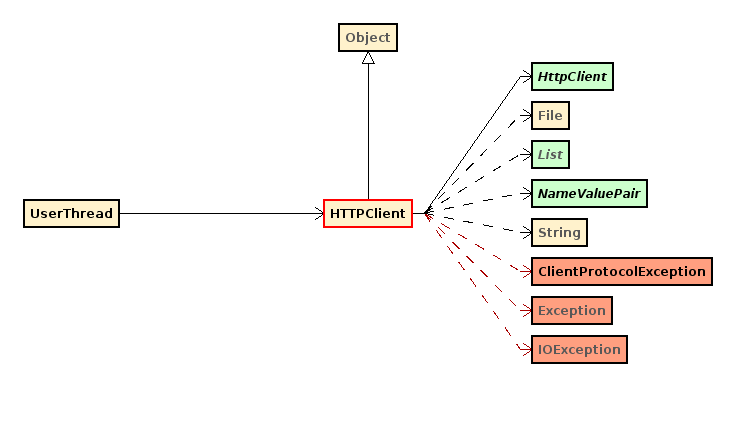 Object
HttpClient
File
List
NameValuePair
UserThread
HTTPClient
String
ClientProtocolException
Exception
IOException